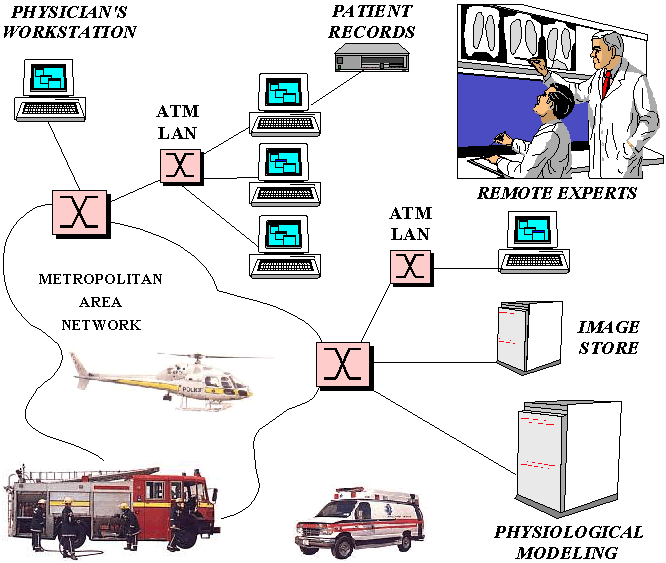 PHYSICIAN'S
WORKSTATION
PATIENT
RECORDS
ATM
LAN
REMOTE EXPERTS
ATM
LAN
METROPOLITAN
AREA
NETWORK
IMAGE
STORE
POLICE
PHYSIOLOGICAL
MODELING